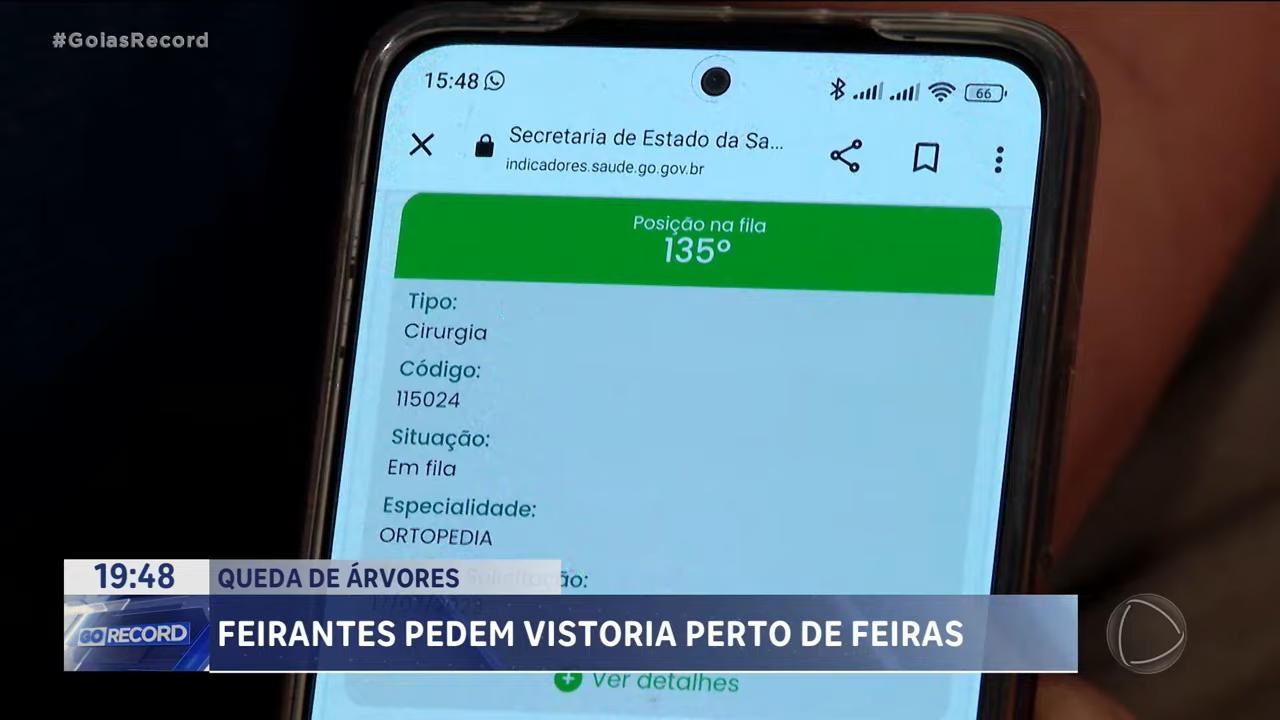 #GoiasRecord
15:48
66
Secretaria de Estado da Sa...
indicadores.saude.go.gov.br
Posição na fila
135º
Tipo:
Cirurgia
Código:
115024
Situação:
Em fila
Especialidade:
ORTOPEDIA
Solicitação:
19:48
QUEDA DE ÁRVORES
GO RECORD
FEIRANTES PEDEM VISTORIA PERTO DE FEIRAS
Ver detalhes